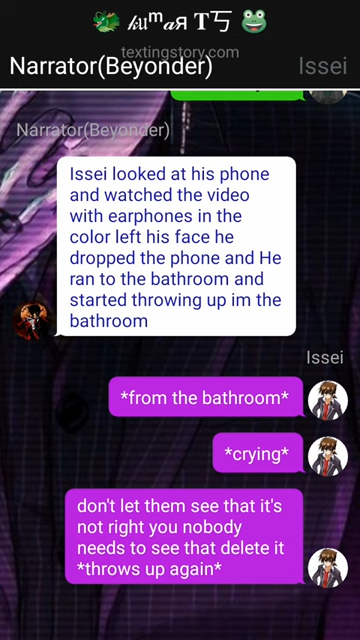 🐲 𝓀𝓊ᵐ𝒂я 𝐓丂 🐸
textingstory.com
Narrator(Beyonder) Issei
Narrator(Beyonder)
Issei looked at his phone
and watched the video
with earphones in the
color left his face he
dropped the phone and He
ran to the bathroom and
started throwing up im the
bathroom
Issei
*from the bathroom*
*crying*
don't let them see that it's
not right you nobody
needs to see that delete it
*throws up again*